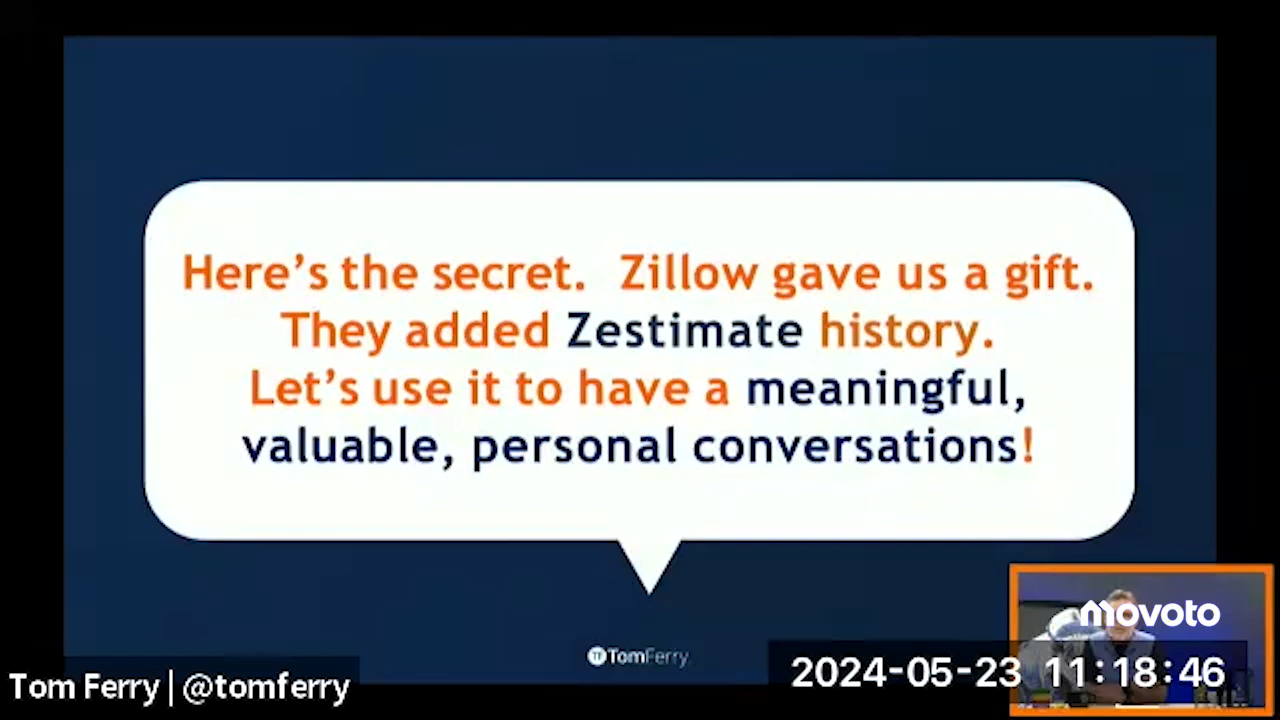 Here's the secret.  Zillow gave us a gift.
They added Zestimate history.
Let's use it to have a meaningful,
valuable, personal conversations!
TomFerry
movoto
Tom Ferry | @tomferry
2024-05-23 11:18:46